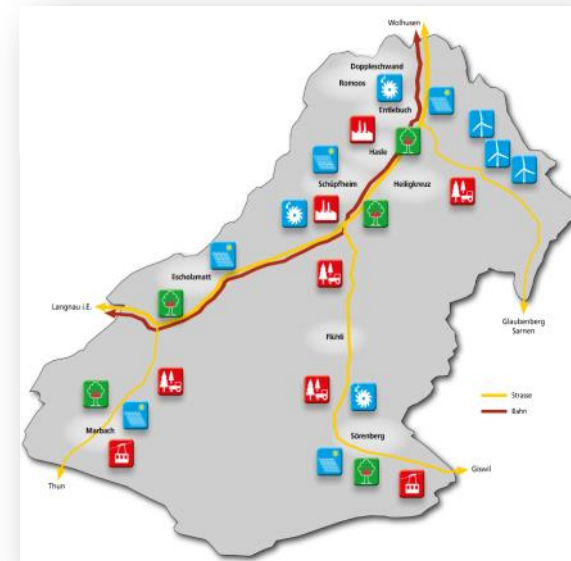 Wolhusen
Doppleschwand
Romoos
Entlebuch
Hasle
Schüpfheim
Heiligkreuz
Escholzmatt
Langnau i.E.
Glaubenberg
Sarnen
Flühli
Strasse
Bahn
Marbach
Sörenberg
Thun
Giswil